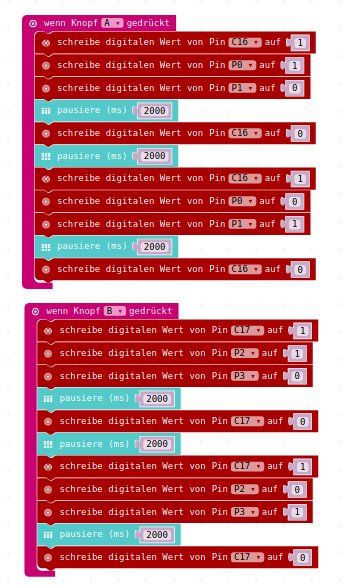 wenn Knopf A gedrückt
schreibe digitalen Wert von Pin C16 auf 1
schreibe digitalen Wert von Pin P0 auf 1
schreibe digitalen Wert von Pin P1 auf 0
pausiere (ms) 2000
schreibe digitalen Wert von Pin C16 auf 0
pausiere (ms) 2000
schreibe digitalen Wert von Pin C16 auf 1
schreibe digitalen Wert von Pin P0 auf 0
schreibe digitalen Wert von Pin P1 auf 1
pausiere (ms) 2000
schreibe digitalen Wert von Pin C16 auf 0
wenn Knopf B gedrückt
schreibe digitalen Wert von Pin C17 auf 1
schreibe digitalen Wert von Pin P2 auf 1
schreibe digitalen Wert von Pin P3 auf 0
pausiere (ms) 2000
schreibe digitalen Wert von Pin C17 auf 0
pausiere (ms) 2000
schreibe digitalen Wert von Pin C17 auf 1
schreibe digitalen Wert von Pin P2 auf 0
schreibe digitalen Wert von Pin P3 auf 1
pausiere (ms) 2000
schreibe digitalen Wert von Pin C17 auf 0